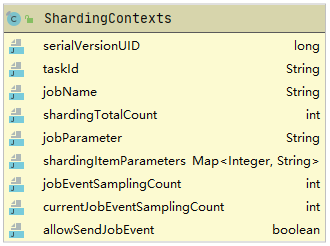 ShardingContexts
serialVersionUID long
taskId String
jobName String
shardingTotalCount int
jobParameter String
shardingItemParameters Map<Integer, String>
jobEventSamplingCount int
currentJobEventSamplingCount int
allowSendJobEvent boolean